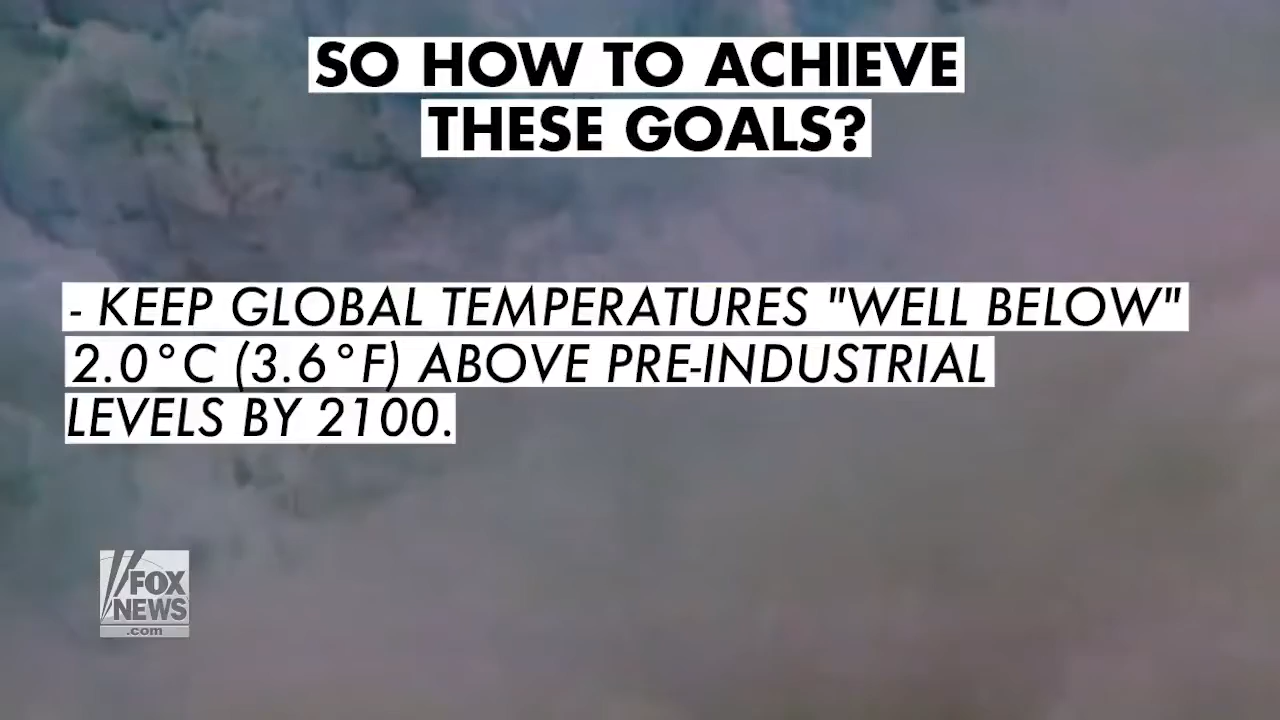 SO HOW TO ACHIEVE
THESE GOALS?
- KEEP GLOBAL TEMPERATURES "WELL BELOW"
2.0°C (3.6°F) ABOVE PRE-INDUSTRIAL
LEVELS BY 2100.
FOX
NEWS
.com